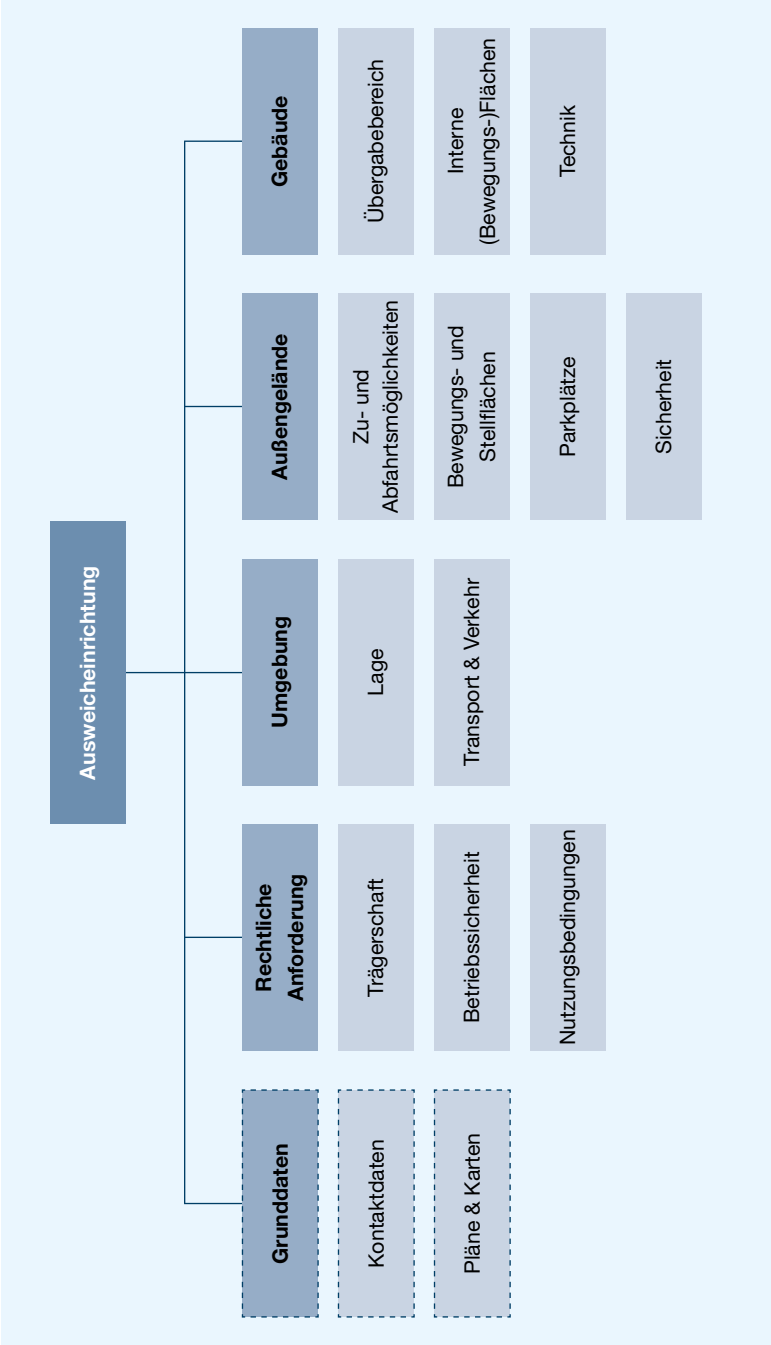 Ausweicheinrichtung
Grunddaten
Kontaktdaten
Pläne & Karten
Rechtliche
Anforderung
Trägerschaft
Betriebssicherheit
Nutzungsbedingungen
Umgebung
Lage
Transport & Verkehr
Außengelände
Zu- und
Abfahrtsmöglichkeiten
Bewegungs- und
Stellflächen
Parkplätze
Sicherheit
Gebäude
Übergabebereich
Interne
(Bewegungs-)Flächen
Technik